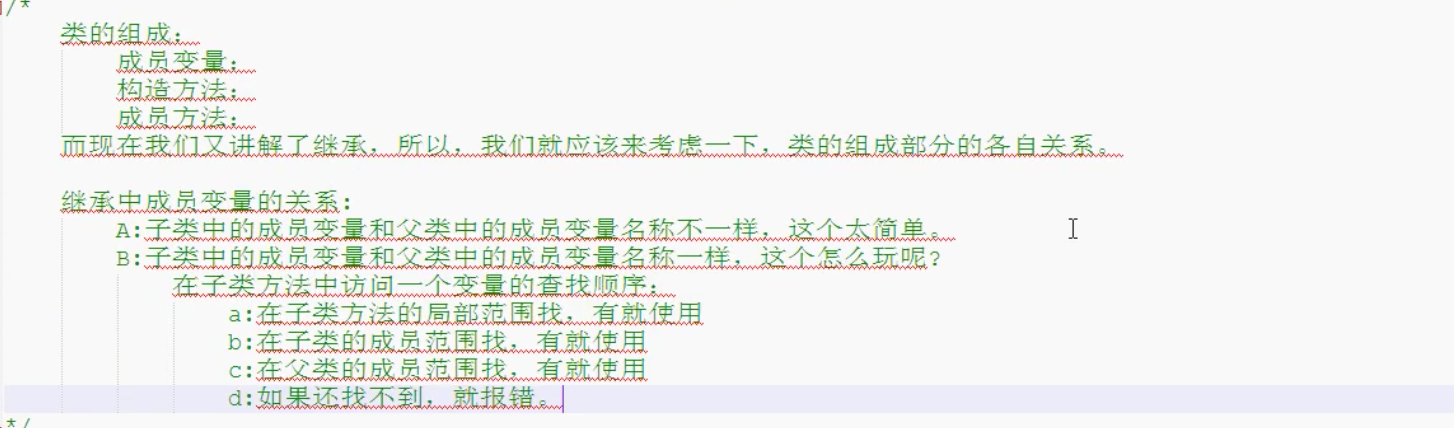 /*
类的组成:
成员变量:
构造方法:
成员方法:
而现在我们又讲解了继承，所以，我们就应该来考虑一下，类的组成部分的各自关系。
继承中成员变量的关系:
A:子类中的成员变量和父类中的成员变量名称不一样，这个太简单。
B:子类中的成员变量和父类中的成员变量名称一样，这个怎么玩呢?
在子类方法中访问一个变量的查找顺序:
a:在子类方法的局部范围找，有就使用
b:在子类的成员范围找，有就使用
c:在父类的成员范围找，有就使用
d:如果还找不到，就报错。
*/